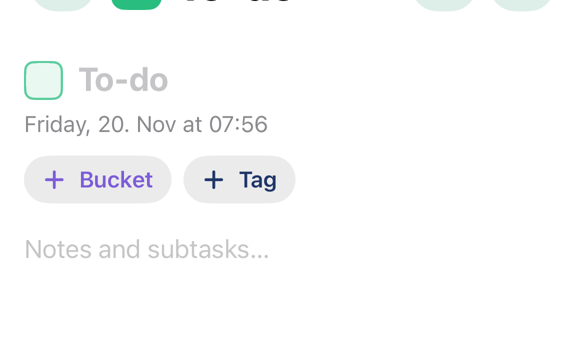 To-do
Friday, 20. Nov at 07:56
+ Bucket + Tag
Notes and subtasks...